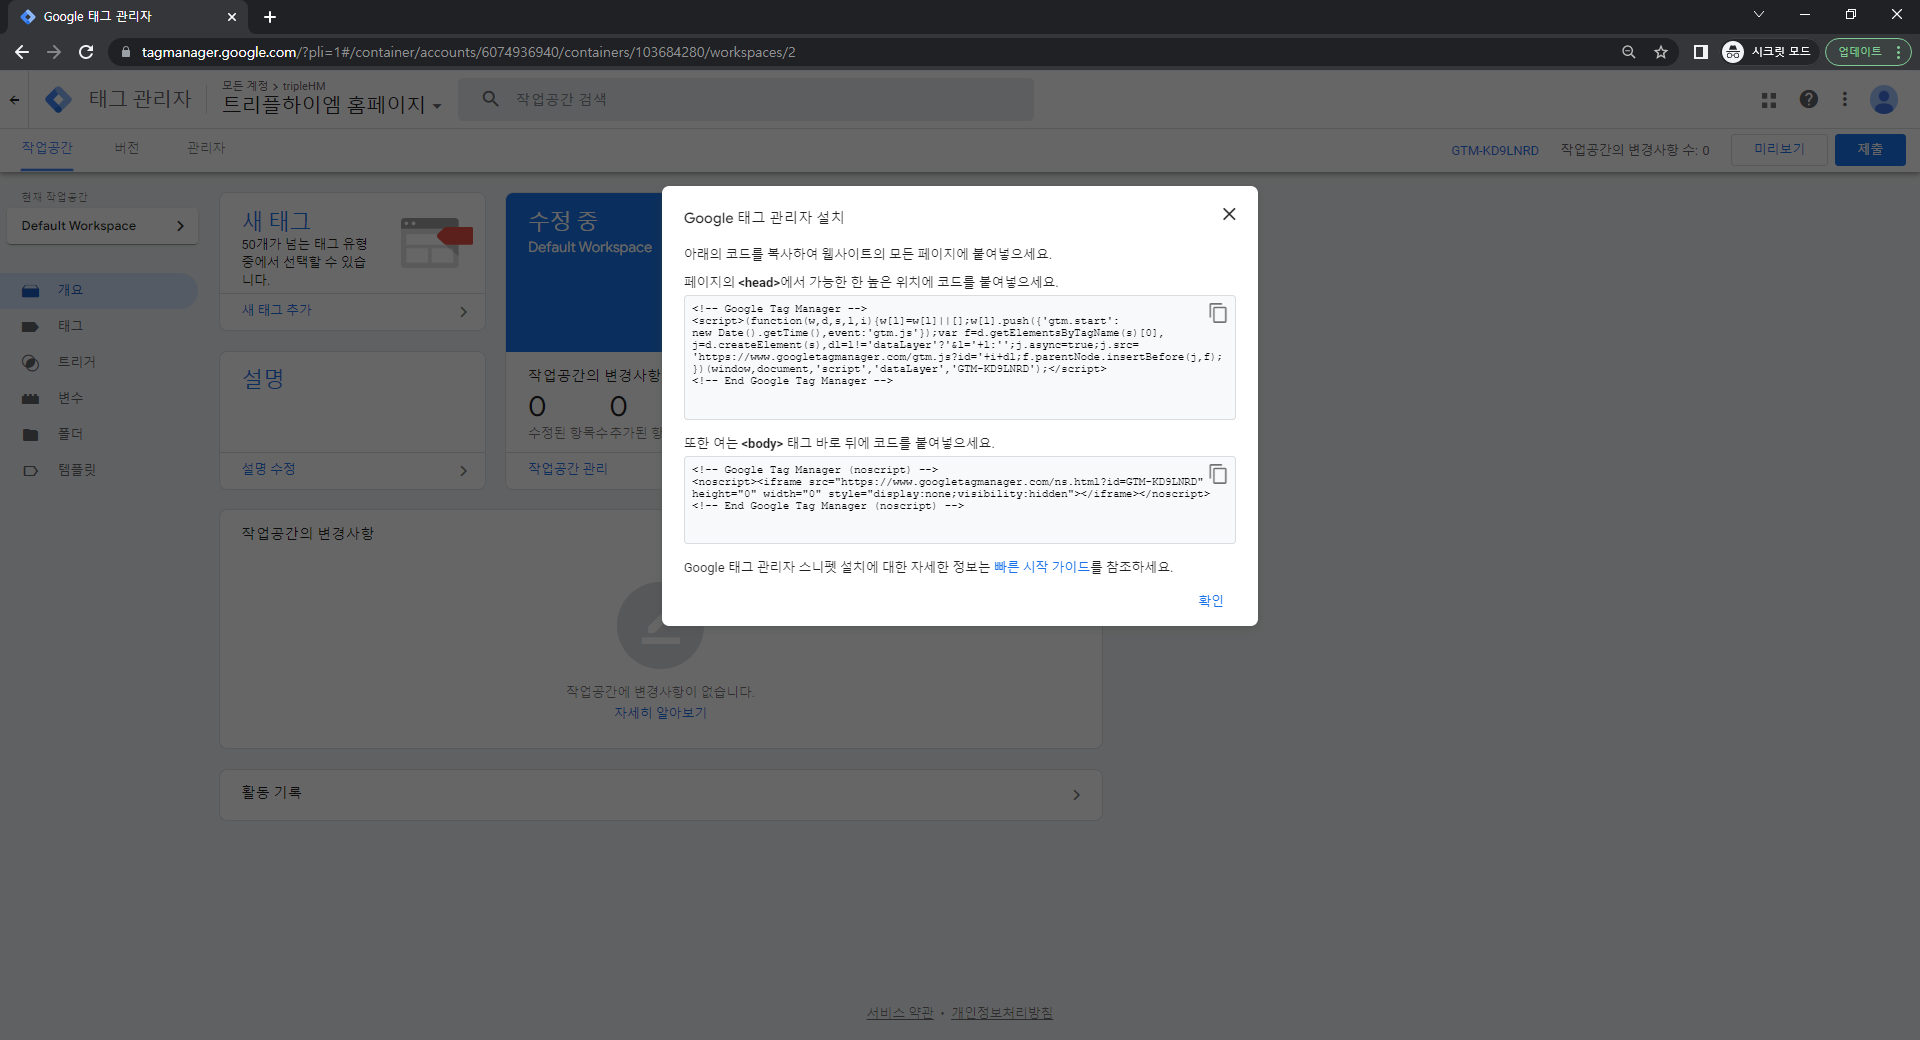 Google 태그 관리자
tagmanager.google.com/?pli=1#/container/accounts/6074936940/containers/103684280/workspaces/2
시크릿 모드
업데이트
태그 관리자
모든 계정 > tripleHM
트리플하이엠 홈페이지
작업공간 검색
작업공간
버전
관리자
GTM-KD9LNRD
작업공간의 변경사항 수: 0
미리보기
제출
현재 작업공간
Default Workspace
개요
태그
트리거
변수
폴더
템플릿
새 태그
50개가 넘는 태그 유형
중에서 선택할 수 있습
니다.
새 태그 추가
수정 중
Default Workspace
설명
설명 수정
작업공간의 변경사항
0
0
수정된 항목수
추가된 항
작업공간 관리
작업공간의 변경사항
작업공간에 변경사항이 없습니다.
자세히 알아보기
활동 기록
Google 태그 관리자 설치
아래의 코드를 복사하여 웹사이트의 모든 페이지에 붙여넣으세요.
페이지의 <head>에서 가능한 한 높은 위치에 코드를 붙여넣으세요.
<!-- Google Tag Manager -->
<script>(function(w,d,s,l,i){w[l]=w[l]||[];w[l].push({'gtm.start':
new Date().getTime(),event:'gtm.js'});var f=d.getElementsByTagName(s)[0],
j=d.createElement(s),dl=l!='dataLayer'?'&l='+l:'';j.async=true;j.src=
'https://www.googletagmanager.com/gtm.js?id='+i+dl;f.parentNode.insertBefore(j,f);
})(window,document,'script','dataLayer','GTM-KD9LNRD');</script>
<!-- End Google Tag Manager -->
또한 여는 <body> 태그 바로 뒤에 코드를 붙여넣으세요.
<!-- Google Tag Manager (noscript) -->
<noscript><iframe src="https://www.googletagmanager.com/ns.html?id=GTM-KD9LNRD"
height="0" width="0" style="display:none;visibility:hidden"></iframe></noscript>
<!-- End Google Tag Manager (noscript) -->
Google 태그 관리자 스니펫 설치에 대한 자세한 정보는 빠른 시작 가이드를 참조하세요.
확인
서비스 약관 · 개인정보처리방침